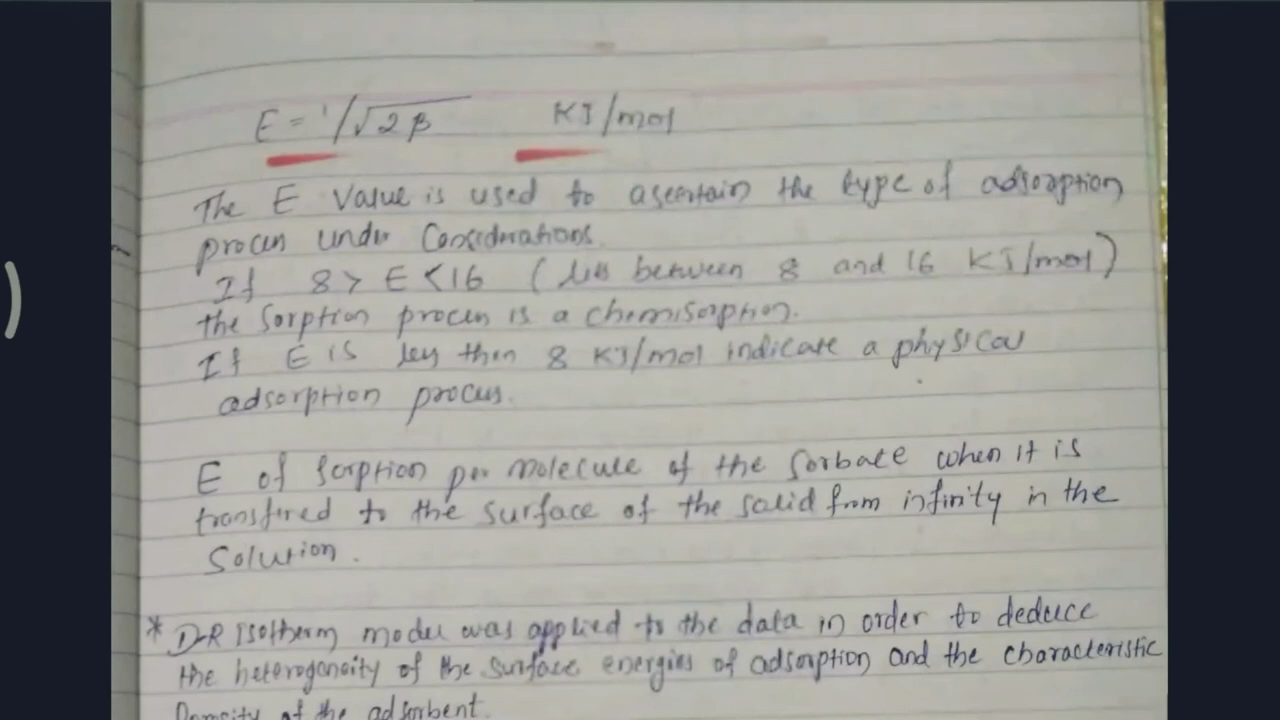 E = 1/√2β KJ/mol
The E Value is used to ascertain the type of adsorption
process under Considerations.
If 8 > E < 16 (lies between 8 and 16 KJ/mol)
the sorption process is a chemisorption.
If E is less then 8 KJ/mol indicate a physical
adsorption process.
E of sorption per molecule of the sorbate when it is
transfired to the surface of the solid from infinity in the
Solution.
* D-R isotherm model was applied to the data in order to deduce
the heterogeneity of the surface energies of adsorption and the characteristic
of the adsorbent.